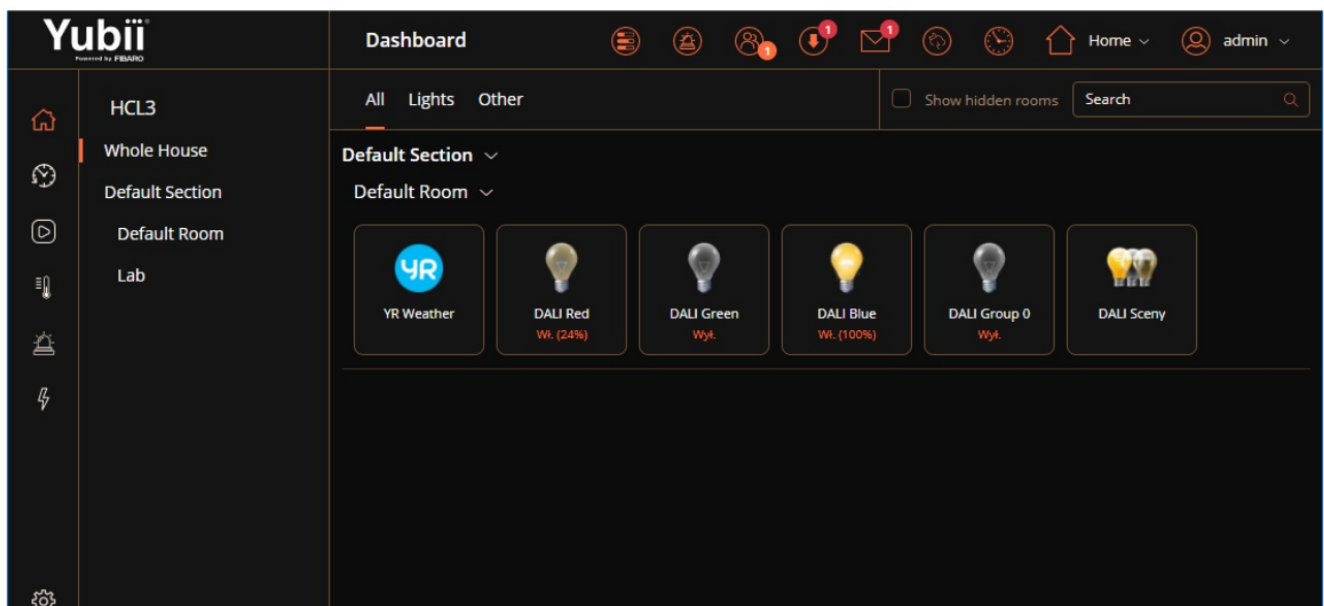 Yubii
Powered by FIBARO
Dashboard
1
1
1
Home
admin
HCL3
Whole House
Default Section
Default Room
Lab
All Lights Other
Show hidden rooms
Search
Default Section
Default Room
YR
YR Weather
DALI Red
Wł. (24%)
DALI Green
Wył.
DALI Blue
Wł. (100%)
DALI Group 0
Wył.
DALI Sceny